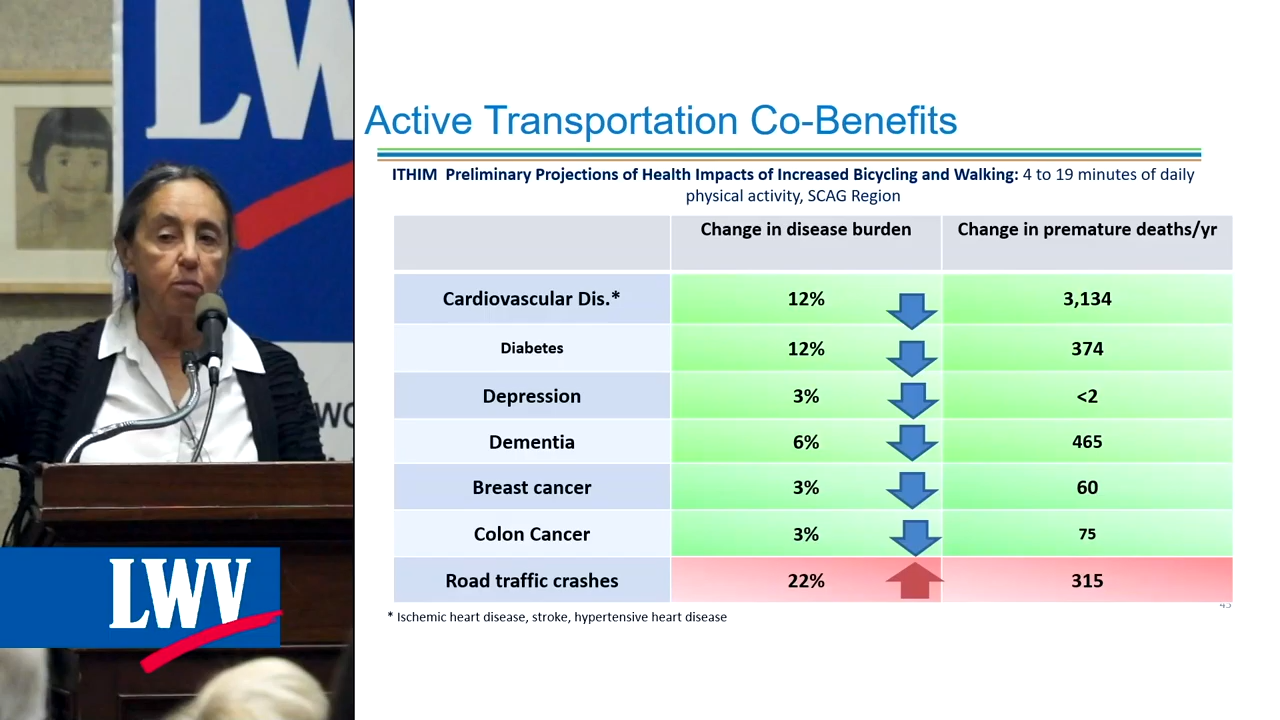 LW
WO
LWV
Active Transportation Co-Benefits
ITHIM Preliminary Projections of Health Impacts of Increased Bicycling and Walking: 4 to 19 minutes of daily
physical activity, SCAG Region
Change in disease burden Change in premature deaths/yr
Cardiovascular Dis.* 12% 3,134
Diabetes 12% 374
Depression 3% <2
Dementia 6% 465
Breast cancer 3% 60
Colon Cancer 3% 75
Road traffic crashes 22% 315
* Ischemic heart disease, stroke, hypertensive heart disease